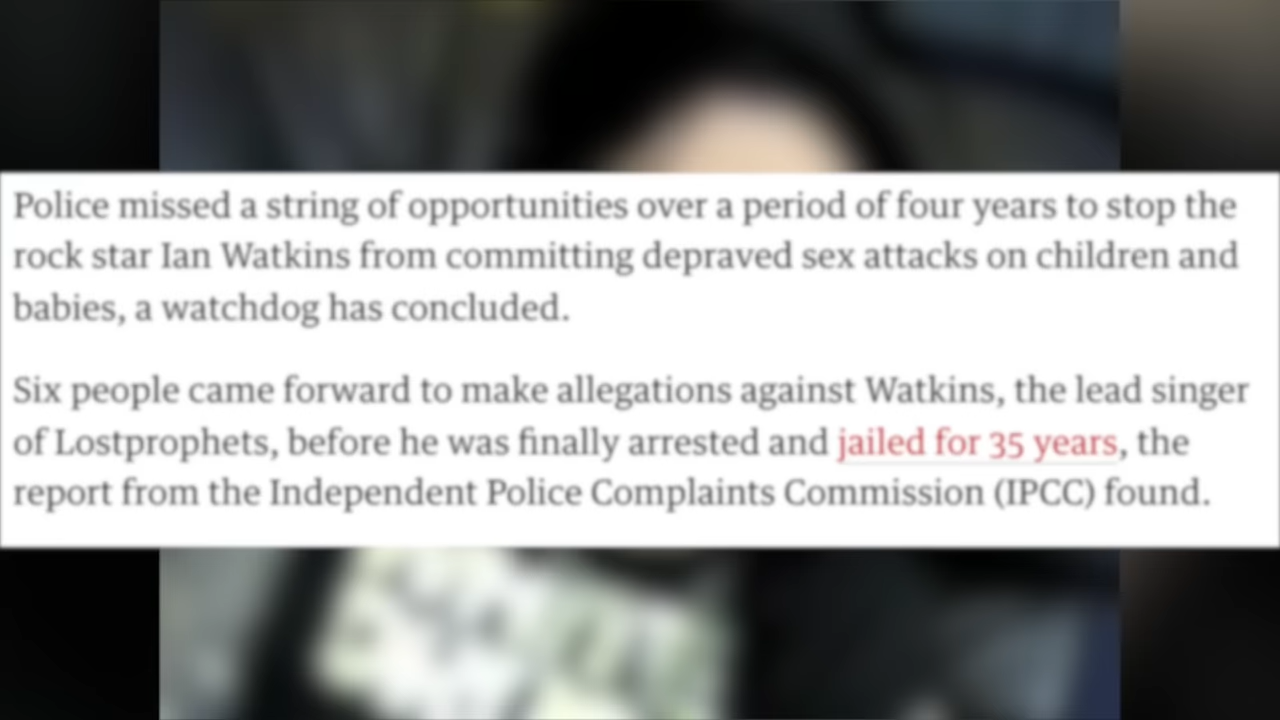 Police missed a string of opportunities over a period of four years to stop the
rock star Ian Watkins from committing depraved sex attacks on children and
babies, a watchdog has concluded.
Six people came forward to make allegations against Watkins, the lead singer
of Lostprophets, before he was finally arrested and jailed for 35 years, the
report from the Independent Police Complaints Commission (IPCC) found.